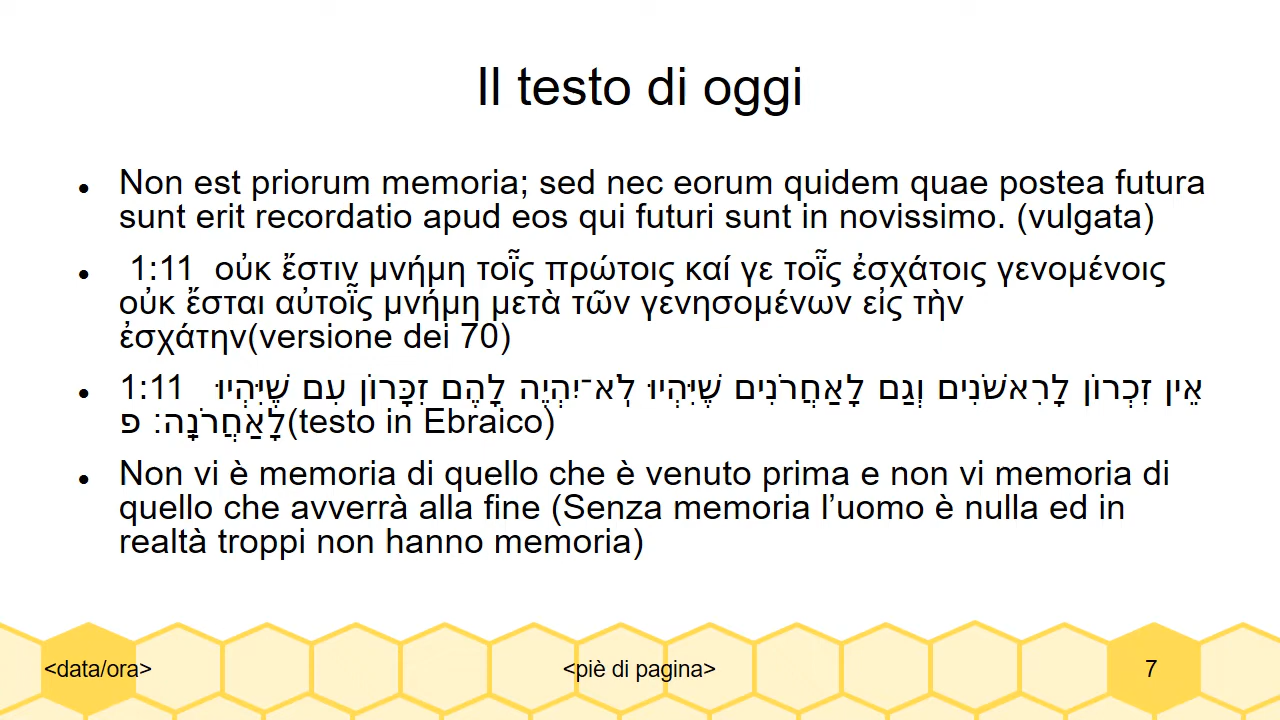 Il testo di oggi
● Non est priorum memoria; sed nec eorum quidem quae postea futura
sunt erit recordatio apud eos qui futuri sunt in novissimo. (vulgata)
● 1:11 οὐκ ἔστιν μνήμη τοῖς πρώτοις καί γε τοῖς ἐσχάτοις γενομένοις
οὐκ ἔσται αὐτοῖς μνήμη μετὰ τῶν γενησομένων εἰς τὴν
ἐσχάτην(versione dei 70)
● 1:11 אֵין זִכְרוֹן לָרִאשֹׁנִים וְגַם לָאַחֲרֹנִים שֶׁיִּהְיוּ לֹא־יִהְיֶה לָהֶם זִכָּרוֹן עִם שֶׁיִּהְיוּ
לָאַחֲרֹנָה׃ פ(testo in Ebraico)
● Non vi è memoria di quello che è venuto prima e non vi memoria di
quello che avverrà alla fine (Senza memoria l’uomo è nulla ed in
realtà troppi non hanno memoria)
<data/ora>
<piè di pagina>
7